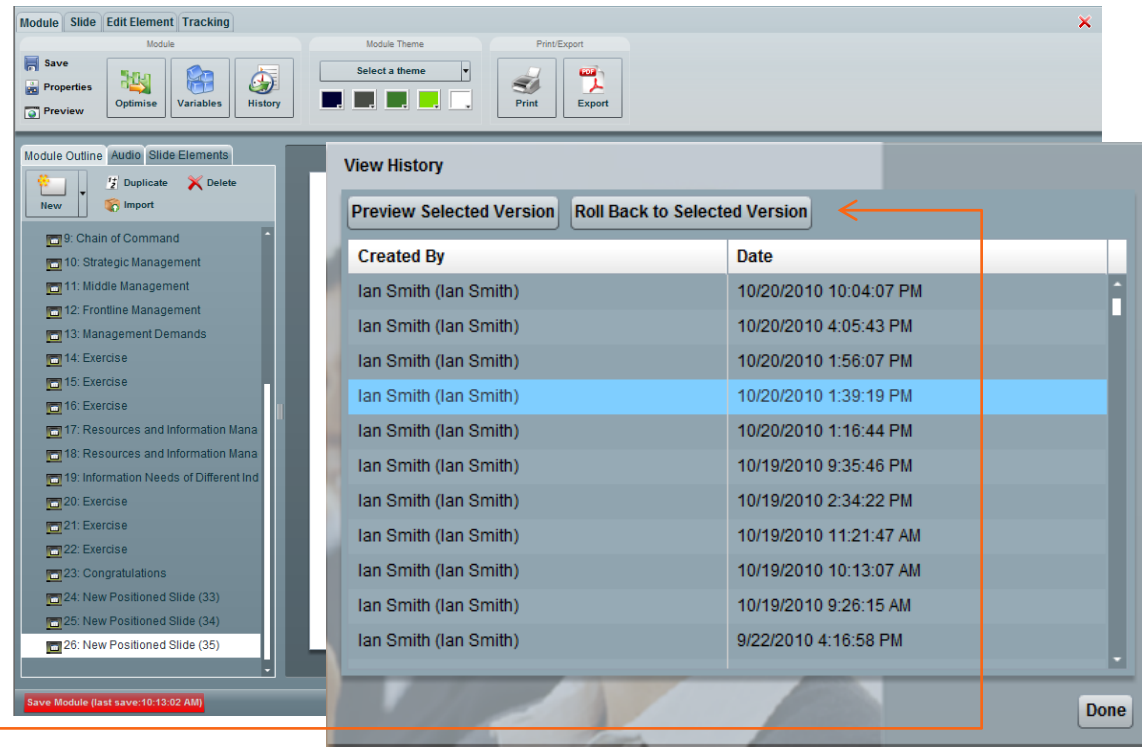 Module Slide Edit Element Tracking
Module
Module Theme
Print/Export
Save
Properties
Preview
Optimise
Variables
History
Select a theme
Print
PDF
Export
Module Outline Audio Slide Elements
New
Duplicate
Delete
Import
9: Chain of Command
10: Strategic Management
11: Middle Management
12: Frontline Management
13: Management Demands
14: Exercise
15: Exercise
16: Exercise
17: Resources and Information Mana
18: Resources and Information Mana
19: Information Needs of Different Ind
20: Exercise
21: Exercise
22: Exercise
23: Congratulations
24: New Positioned Slide (33)
25: New Positioned Slide (34)
26: New Positioned Slide (35)
Save Module (last save:10:13:02 AM)
View History
Preview Selected Version Roll Back to Selected Version
Created By Date
Ian Smith (Ian Smith) 10/20/2010 10:04:07 PM
Ian Smith (Ian Smith) 10/20/2010 4:05:43 PM
Ian Smith (Ian Smith) 10/20/2010 1:56:07 PM
Ian Smith (Ian Smith) 10/20/2010 1:39:19 PM
Ian Smith (Ian Smith) 10/20/2010 1:16:44 PM
Ian Smith (Ian Smith) 10/19/2010 9:35:46 PM
Ian Smith (Ian Smith) 10/19/2010 2:34:22 PM
Ian Smith (Ian Smith) 10/19/2010 11:21:47 AM
Ian Smith (Ian Smith) 10/19/2010 10:13:07 AM
Ian Smith (Ian Smith) 10/19/2010 9:26:15 AM
Ian Smith (Ian Smith) 9/22/2010 4:16:58 PM
Done